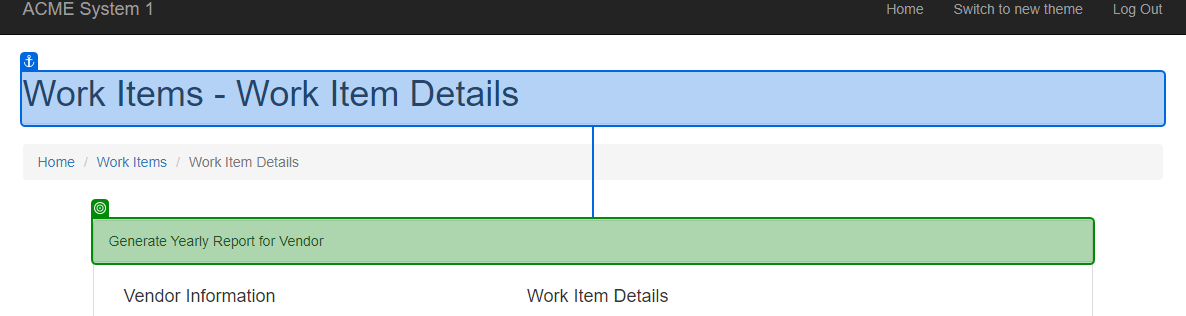 ACME System 1 Home Switch to new theme Log Out
Work Items - Work Item Details
Home / Work Items / Work Item Details
Generate Yearly Report for Vendor
Vendor Information Work Item Details